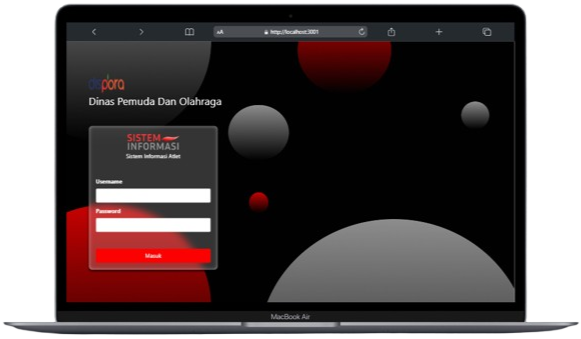 AA
http://localhost:3001
dispora
Dinas Pemuda Dan Olahraga
SISTEM
INFORMASI
Sistem Informasi Atlet
Username
Password
Masuk
MacBook Air